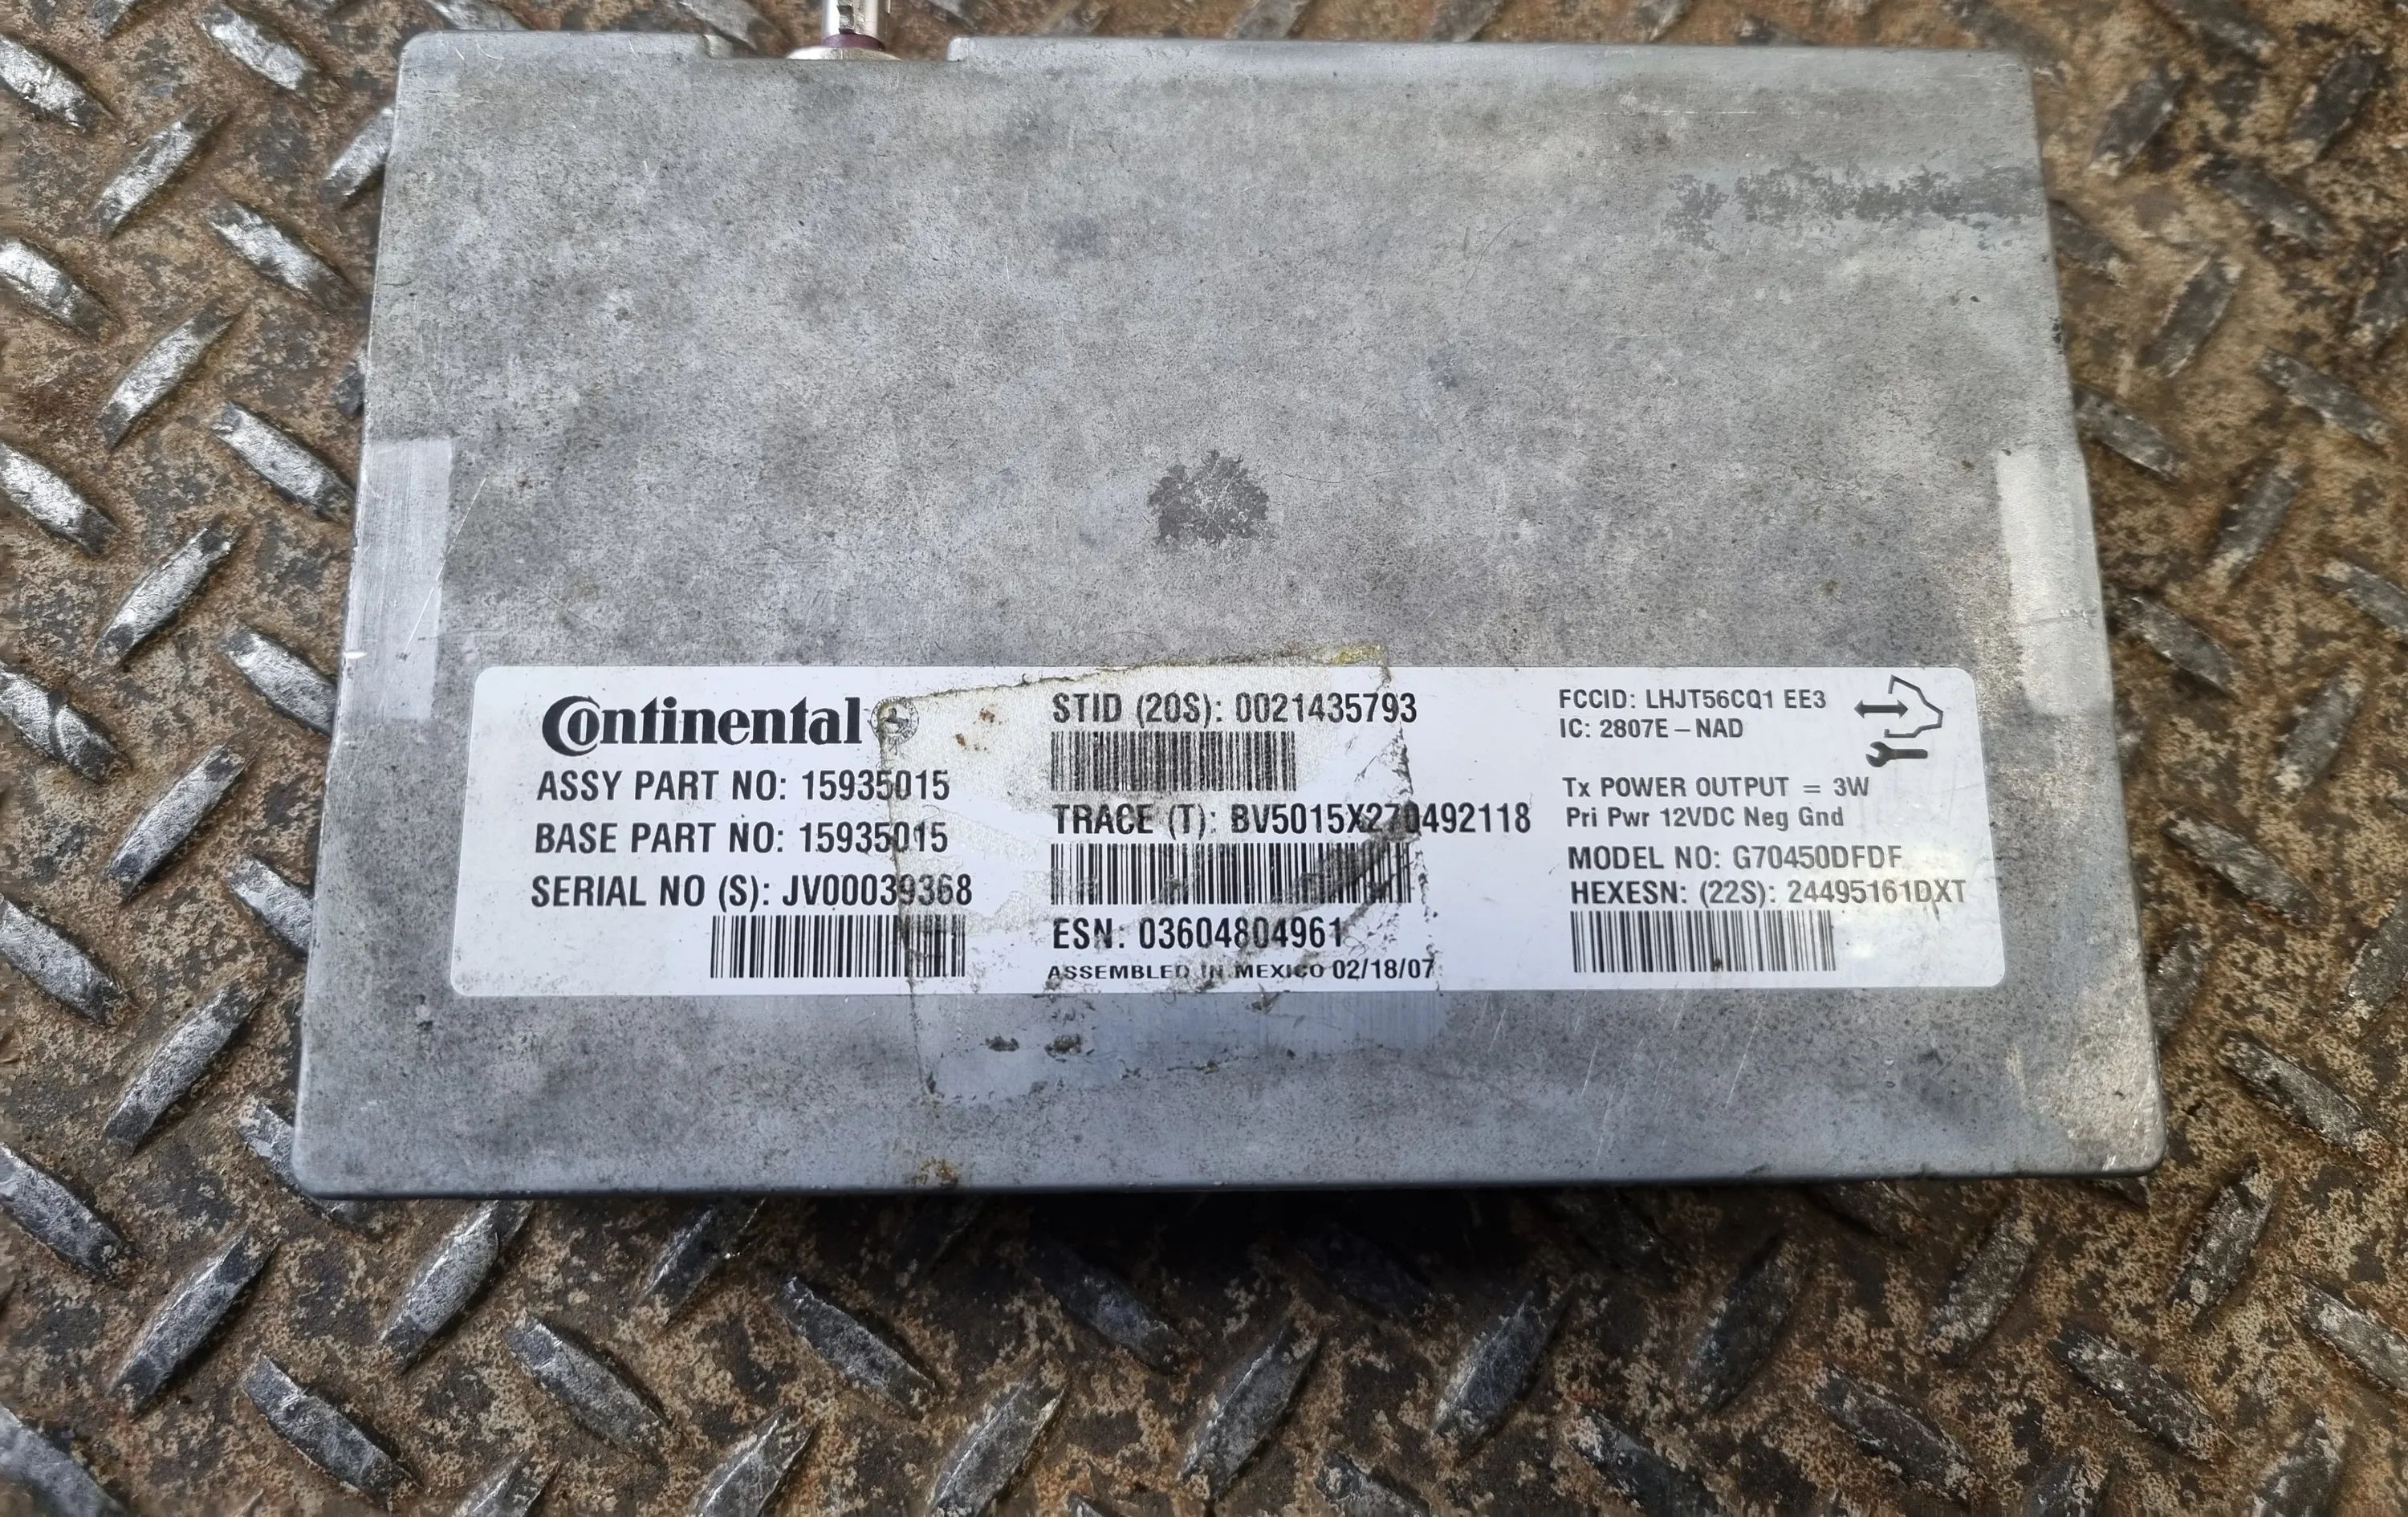 Continental
ASSY PART NO: 15935015
BASE PART NO: 15935015
SERIAL NO (S): JV00039368
STID (20S): 0021435793
TRACE (T): BV5015X270492118
ESN: 03604804961
ASSEMBLED IN MEXICO 02/18/07
FCCID: LHJT56CQ1 EE3
IC: 2807E – NAD
Tx POWER OUTPUT = 3W
Pri Pwr 12VDC Neg Gnd
MODEL NO: G70450DFDF
HEXESN: (22S): 24495161DXT